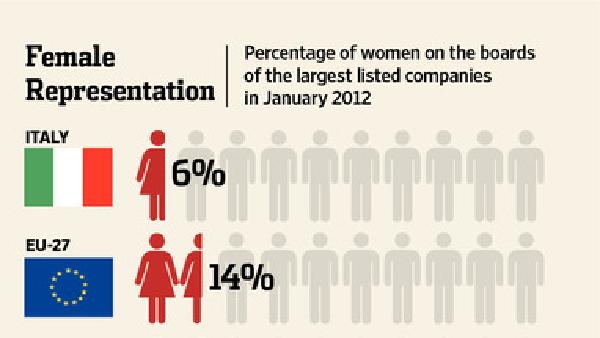 Female
Representation
Percentage of women on the boards
of the largest listed companies
in January 2012
ITALY
6%
EU-27
14%